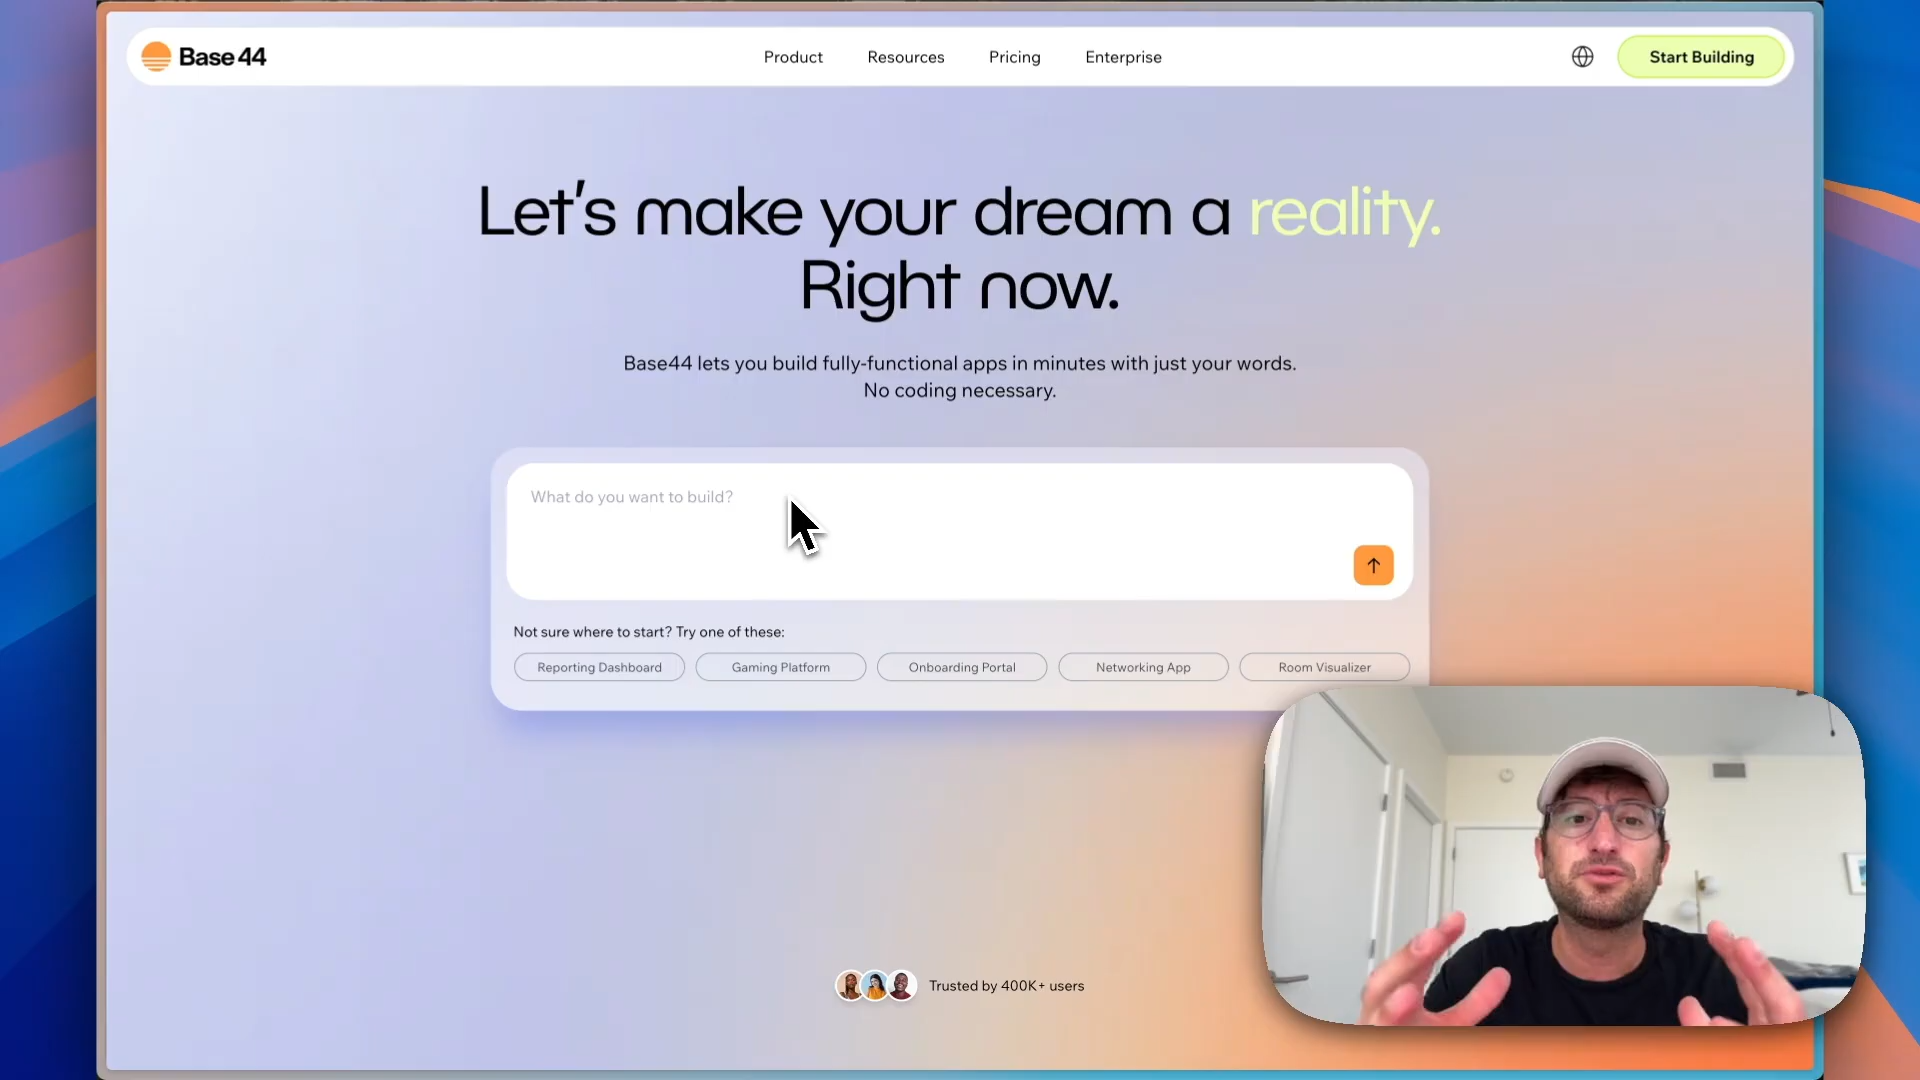 Base 44
Product
Resources
Pricing
Enterprise
Start Building
Let's make your dream a reality.
Right now.
Base44 lets you build fully-functional apps in minutes with just your words.
No coding necessary.
What do you want to build?
Not sure where to start? Try one of these:
Reporting Dashboard
Gaming Platform
Onboarding Portal
Networking App
Room Visualizer
Trusted by 400K+ users